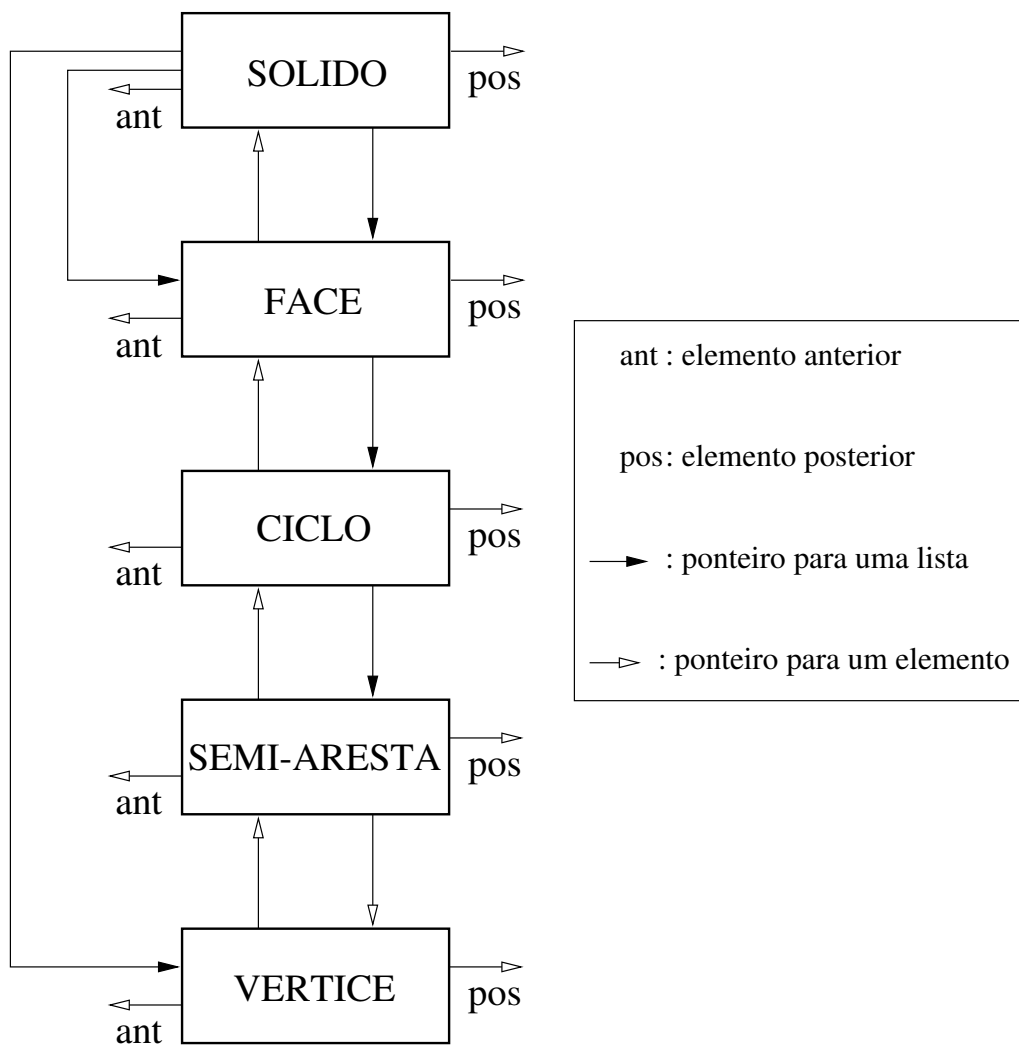 SOLIDO
pos
ant
FACE
pos
ant
CICLO
pos
ant
SEMI-ARESTA
pos
ant
VERTICE
pos
ant
ant : elemento anterior
pos : elemento posterior
: ponteiro para uma lista
: ponteiro para um elemento